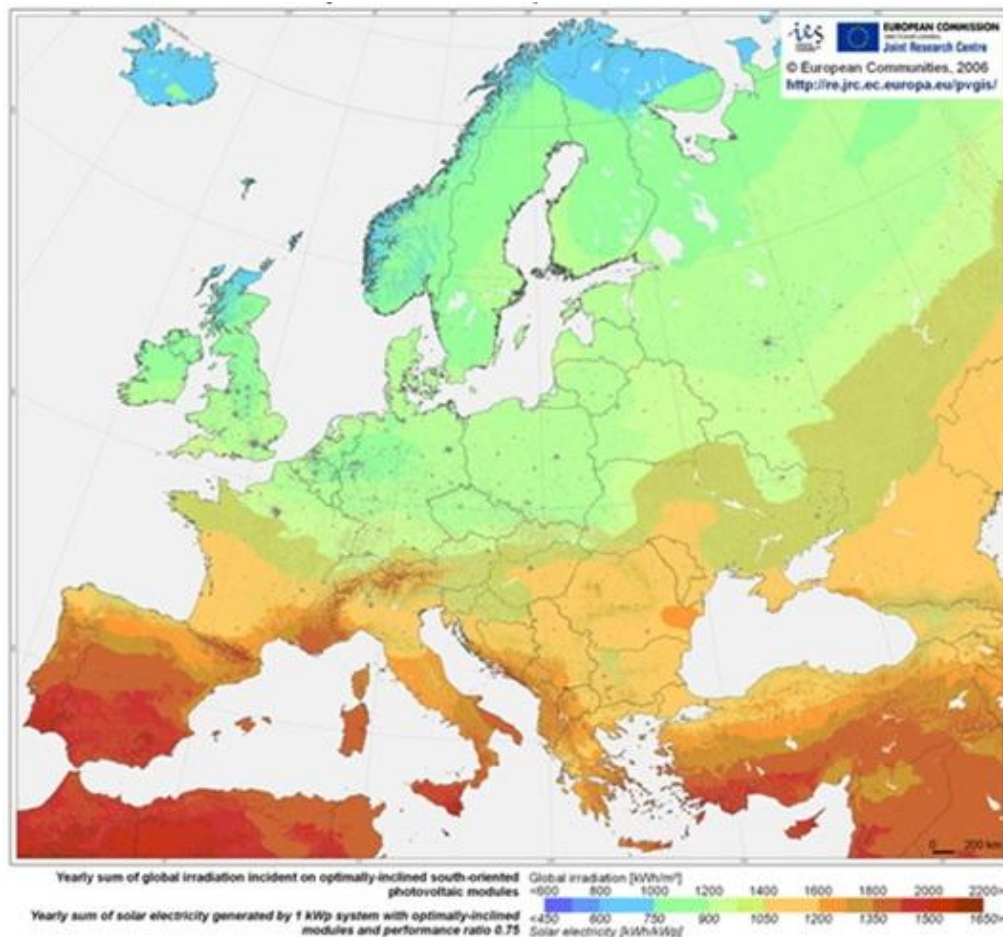 EUROPEAN COMMISSION
Joint Research Centre
© European Communities, 2006
http://re.jrc.ec.europa.eu/pvgis/
0 200 km
Yearly sum of global irradiation incident on optimally-inclined south-oriented
photovoltaic modules
Global irradiation [kWh/m²]
<600 800 1000 1200 1400 1600 1800 2000 2200>
Yearly sum of solar electricity generated by 1 kWp system with optimally-inclined
modules and performance ratio 0.75
<450 600 750 900 1050 1200 1350 1500 1650>
Solar electricity [kWh/kWp]